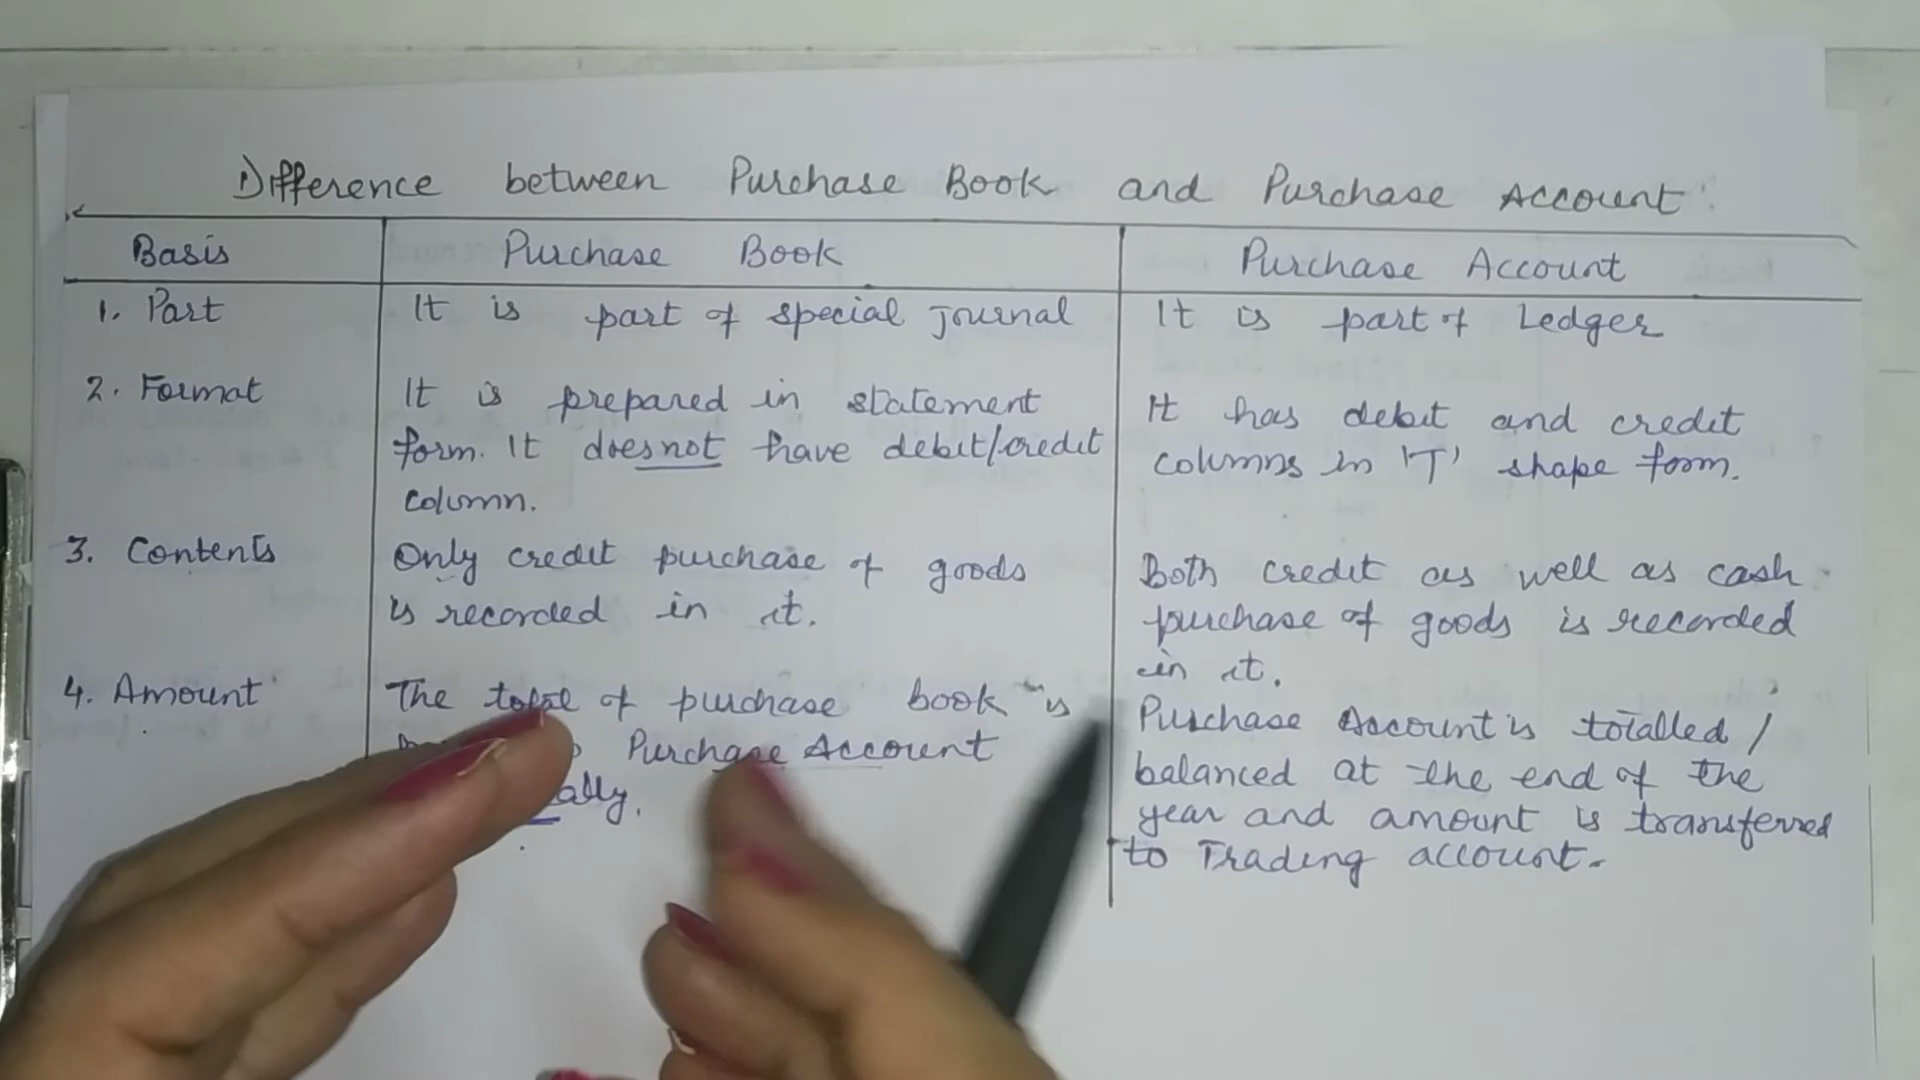 Difference between Purchase Book and Purchase Account
Basis
Purchase Book
Purchase Account
1. Part
It is part of special journal
It is part of Ledger
2. Format
It is prepared in statement
form. It does not have debit/credit
column.
It has debit and credit
columns in 'T' shape form.
3. Contents
Only credit purchase of goods
is recorded in it.
Both credit as well as cash
purchase of goods is recorded
in it.
4. Amount
The total of purchase book is
Purchase Account
ally.
Purchase Account is totalled /
balanced at the end of the
year and amount is transferred
to Trading account.